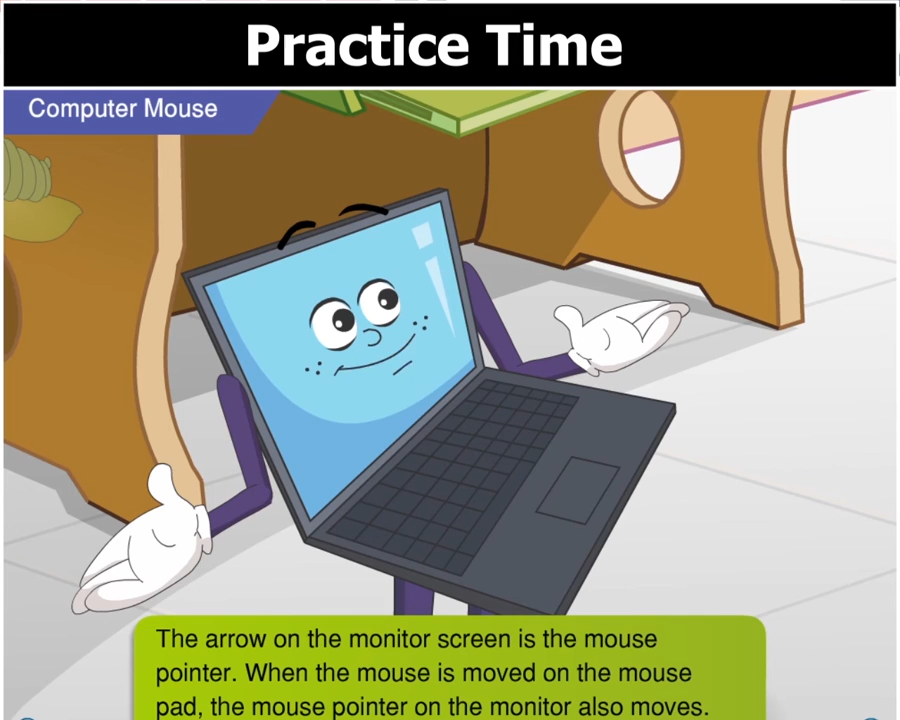 Practice Time
Computer Mouse
The arrow on the monitor screen is the mouse
pointer. When the mouse is moved on the mouse
pad, the mouse pointer on the monitor also moves.